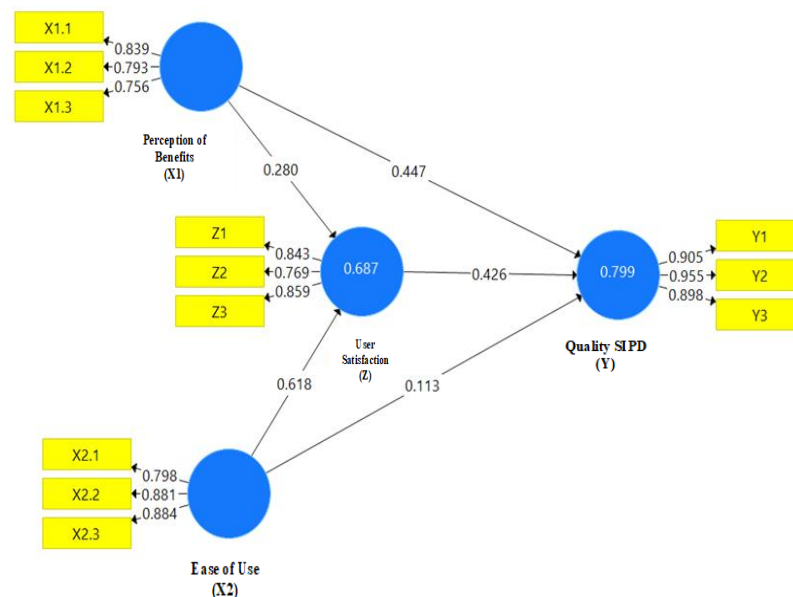 X1.1
0.839
X1.2
0.793
0.756
X1.3
Perception of
Benefits
(X1)
0.280
0.447
Z1
0.843
Z2
0.769
0.859
Z3
0.687
0.426
0.799
0.905
Y1
0.955
Y2
0.898
Y3
User
Satisfaction
(Z)
Quality SIPD
(Y)
0.618
0.113
X2.1
0.798
X2.2
0.881
0.884
X2.3
Ease of Use
(X2)